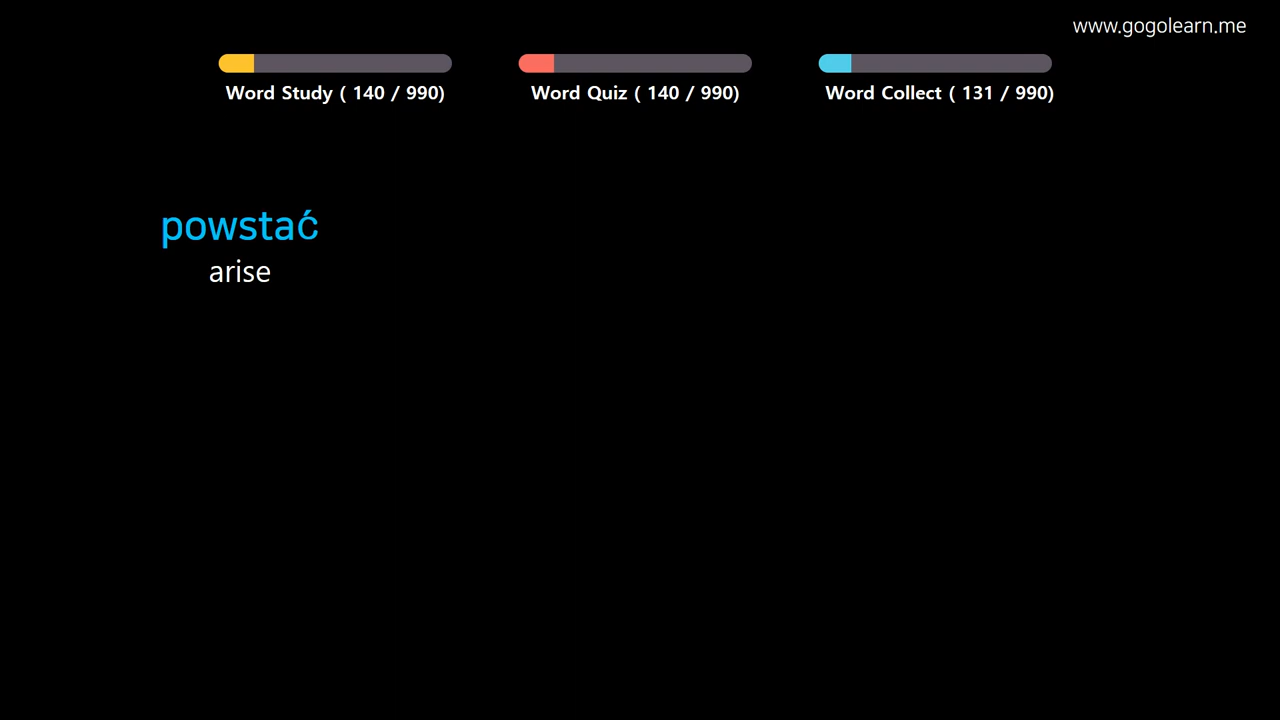 www.gogolearn.me
Word Study ( 140 / 990)
Word Quiz ( 140 / 990)
Word Collect ( 131 / 990)
powstać
arise